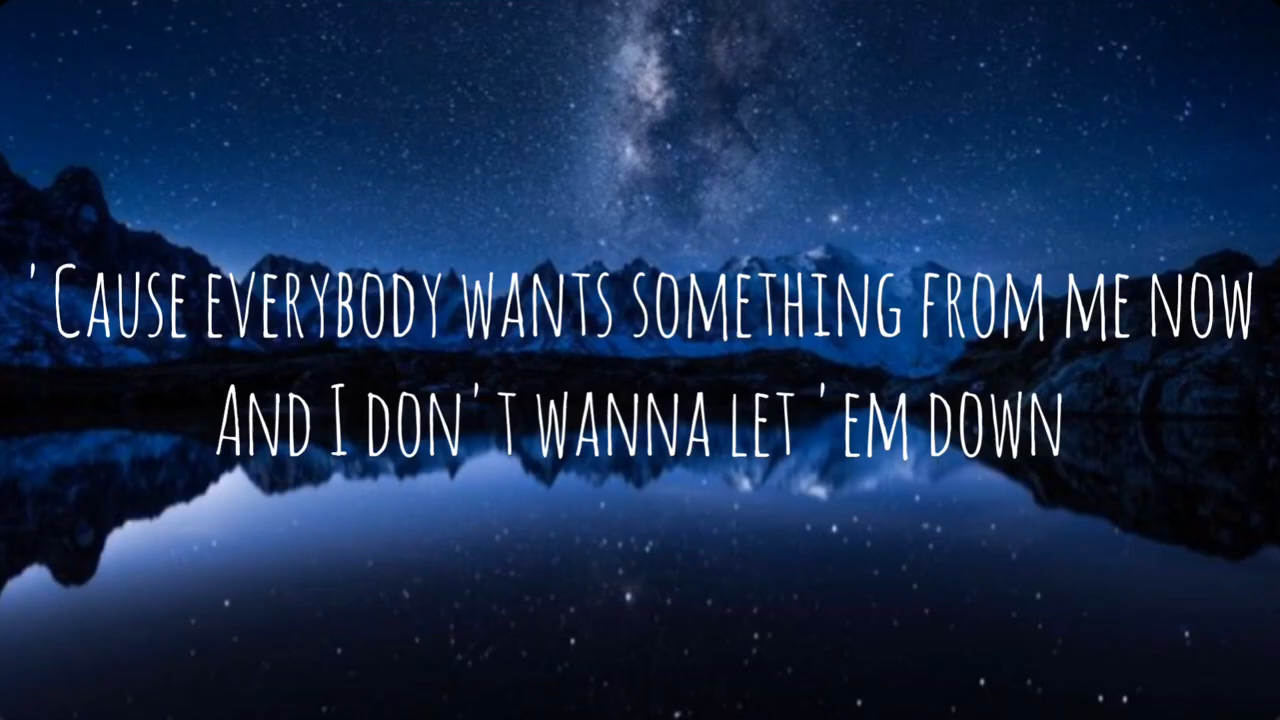 'Cause everybody wants something from me now
And I don't wanna let 'em down